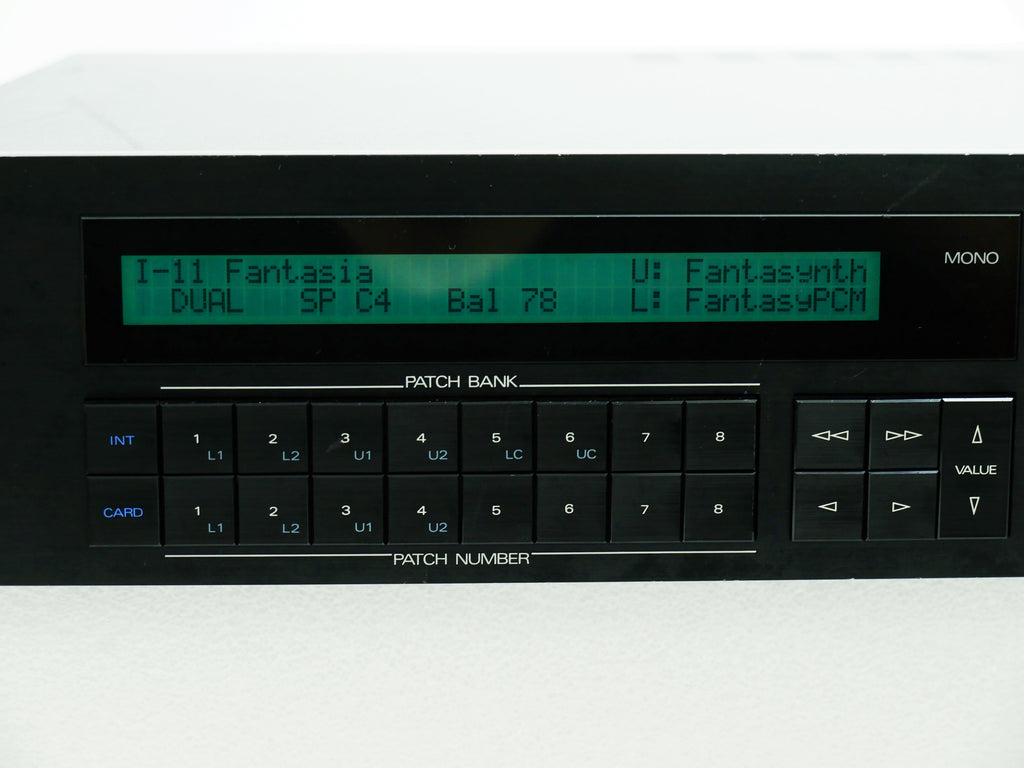 I-11 Fantasia U: Fantasynth
DUAL SP C4 Bal 78 L: FantasyPCM
MONO
PATCH BANK
INT 1 L1 2 L2 3 U1 4 U2 5 LC 6 UC 7 8
VALUE
CARD 1 L1 2 L2 3 U1 4 U2 5 6 7 8
PATCH NUMBER